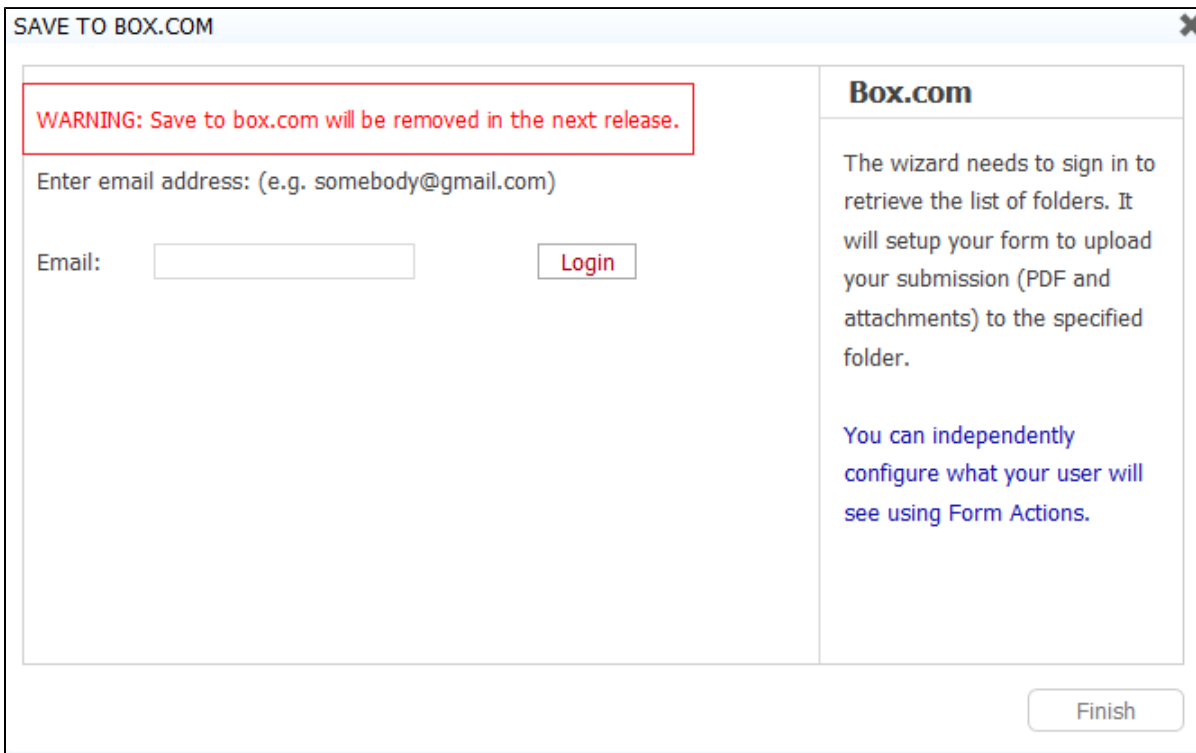 SAVE TO BOX.COM
WARNING: Save to box.com will be removed in the next release.
Enter email address: (e.g. somebody@gmail.com)
Email:
Login
Box.com
The wizard needs to sign in to
retrieve the list of folders. It
will setup your form to upload
your submission (PDF and
attachments) to the specified
folder.
You can independently
configure what your user will
see using Form Actions.
Finish